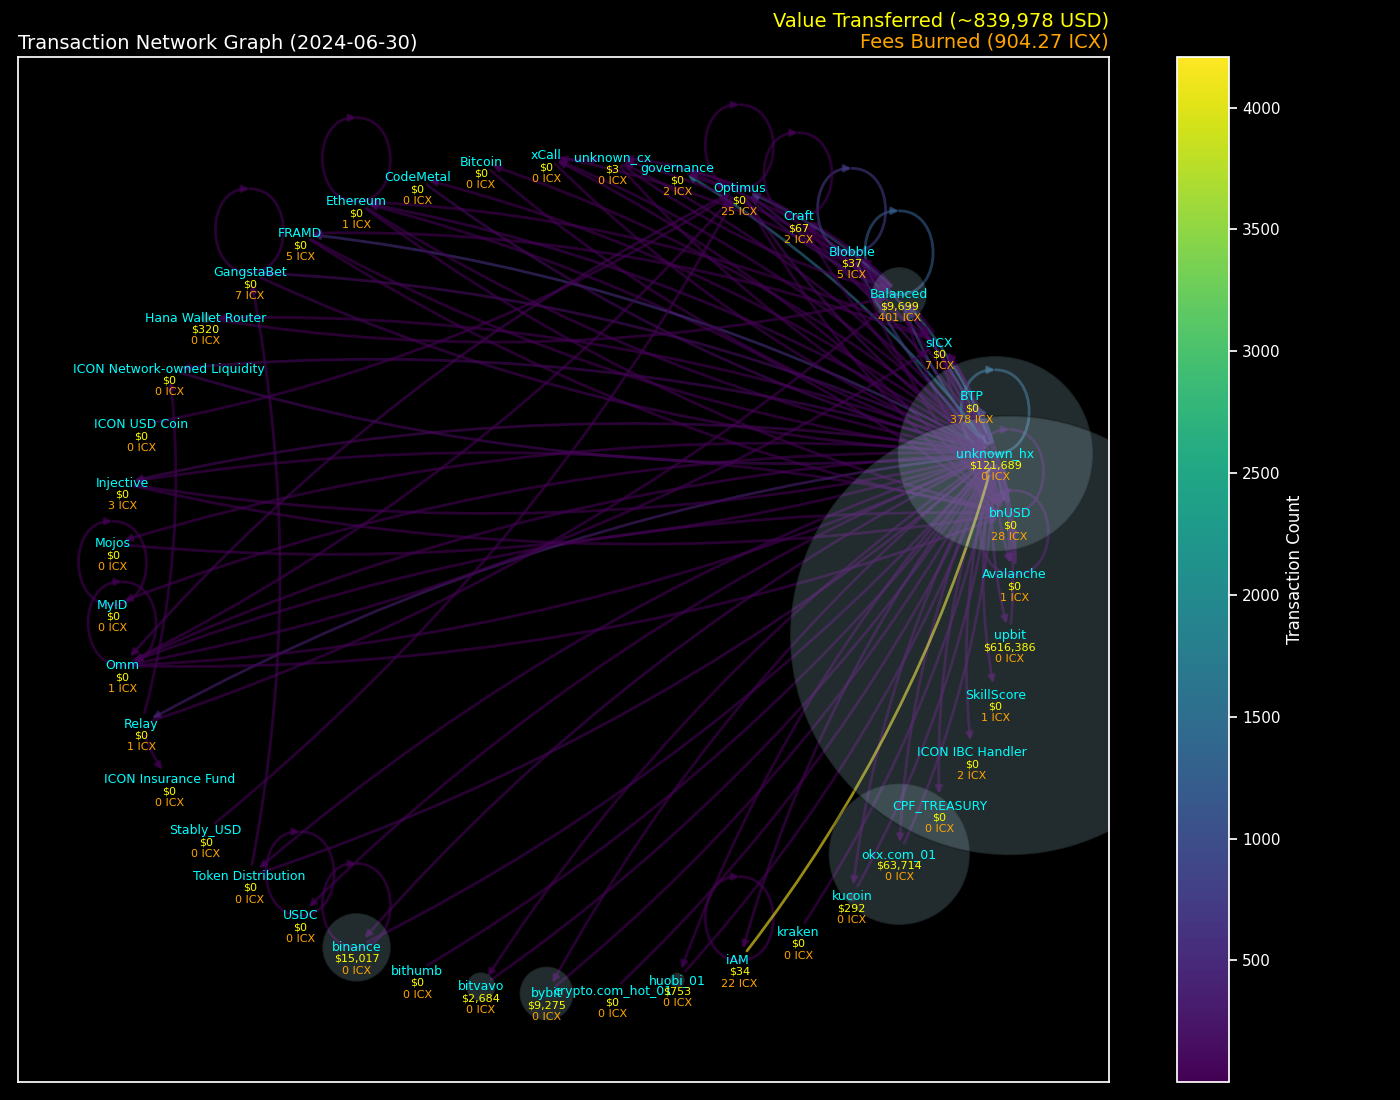 Value Transferred (~839,978 USD)
Transaction Network Graph (2024-06-30)
Fees Burned (904.27 ICX)
xCall
$0
0 ICX
unknown_cx
$3
0 ICX
Bitcoin
$0
0 ICX
governance
$0
2 ICX
CodeMetal
$0
0 ICX
Optimus
$0
25 ICX
Ethereum
$0
1 ICX
Craft
$67
2 ICX
FRAMD
$0
5 ICX
Blobble
$37
5 ICX
GangstaBet
$0
7 ICX
Balanced
$9,699
401 ICX
Hana Wallet Router
$320
0 ICX
sICX
$0
7 ICX
ICON Network-owned Liquidity
$0
0 ICX
BTP
$0
378 ICX
ICON USD Coin
$0
0 ICX
unknown_hx
$121,689
0 ICX
Injective
$0
3 ICX
bnUSD
$0
28 ICX
Mojos
$0
0 ICX
Avalanche
$0
1 ICX
MyID
$0
0 ICX
upbit
$616,386
0 ICX
Omm
$0
1 ICX
SkillScore
$0
1 ICX
Relay
$0
1 ICX
ICON IBC Handler
$0
2 ICX
ICON Insurance Fund
$0
0 ICX
CPF_TREASURY
$0
0 ICX
Stably_USD
$0
0 ICX
okx.com_01
$63,714
0 ICX
Token Distribution
$0
0 ICX
kucoin
$292
0 ICX
USDC
$0
0 ICX
kraken
$0
0 ICX
binance
$15,017
0 ICX
iAM
$34
22 ICX
bithumb
$0
0 ICX
huobi_01
$753
0 ICX
bitvavo
$2,684
0 ICX
bybit
$9,275
0 ICX
crypto.com_hot_01
$0
0 ICX
4000
3500
3000
2500
2000
1500
1000
500
Transaction Count